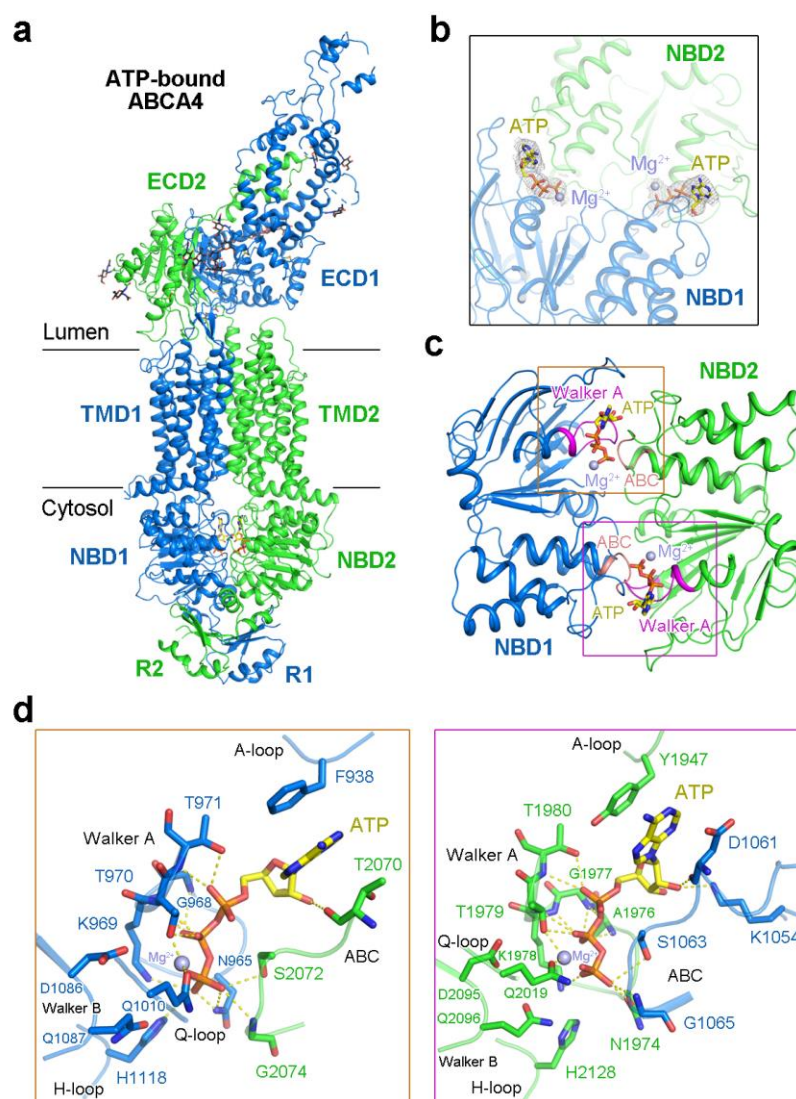 a
ATP-bound
ABCA4
ECD2
ECD1
Lumen
TMD1
TMD2
Cytosol
NBD1
NBD2
R2
R1
b
NBD2
ATP
Mg²⁺
Mg²⁺
ATP
NBD1
c
NBD2
Walker A
ATP
Mg²⁺
ABC
ABC
Mg²⁺
ATP
Walker A
NBD1
d
A-loop
F938
T971
Walker A
ATP
T970
T2070
G968
K969
ABC
Mg²⁺
N965
S2072
D1086
Q1010
Walker B
Q-loop
Q1087
G2074
H1118
H-loop
A-loop
Y1947
T1980
ATP
D1061
Walker A
G1977
T1979
A1976
K1054
Q-loop
S1063
K1978
Mg²⁺
ABC
D2095
Q2019
Q2096
G1065
N1974
Walker B
H2128
H-loop